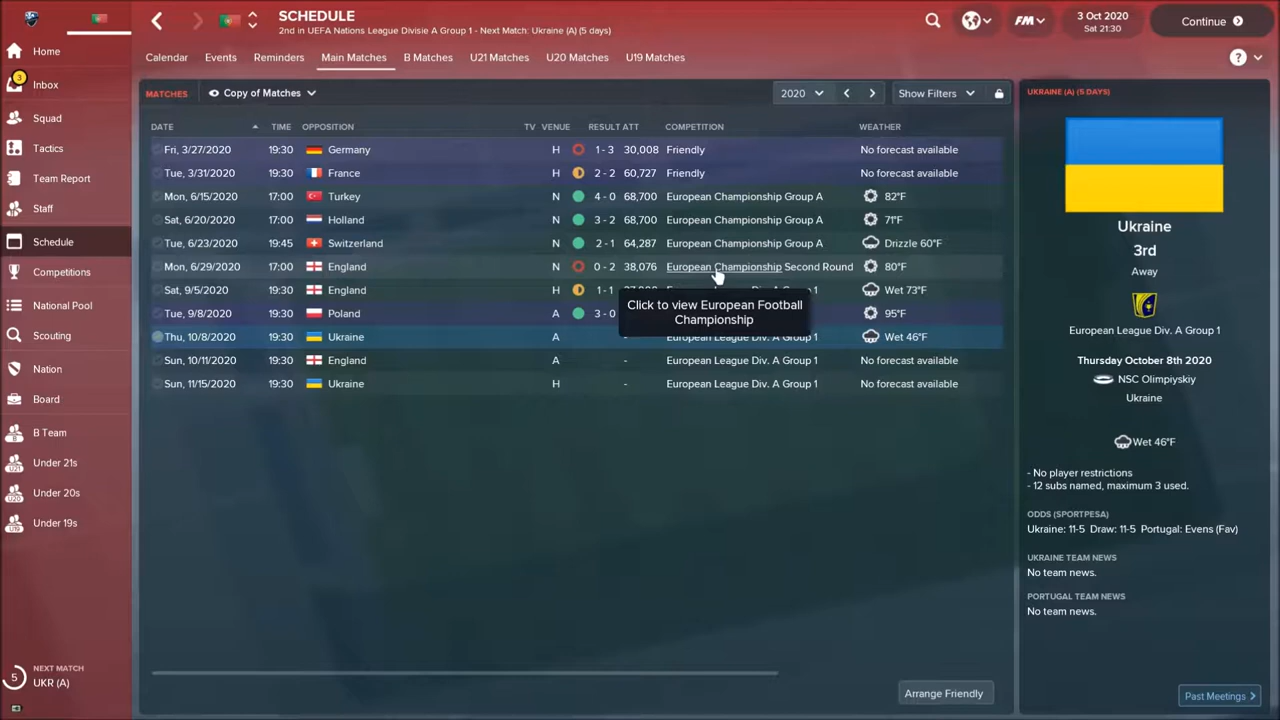 SCHEDULE
2nd in UEFA Nations League Divisie A Group 1 - Next Match: Ukraine (A) (5 days)
FM
3 Oct 2020
Sat 21:30
Continue
Home
Calendar Events Reminders Main Matches B Matches U21 Matches U20 Matches U19 Matches
?
3
Inbox
Squad
Tactics
Team Report
Staff
Schedule
Competitions
National Pool
Scouting
Nation
Board
B Team
Under 21s
Under 20s
Under 19s
5
NEXT MATCH
UKR (A)
MATCHES Copy of Matches 2020 Show Filters
DATE TIME OPPOSITION TV VENUE RESULT ATT COMPETITION WEATHER
Fri, 3/27/2020 19:30 Germany H 1 - 3 30,008 Friendly No forecast available
Tue, 3/31/2020 19:30 France H 2 - 2 60,727 Friendly No forecast available
Mon, 6/15/2020 17:00 Turkey N 4 - 0 68,700 European Championship Group A 82°F
Sat, 6/20/2020 17:00 Holland N 3 - 2 68,700 European Championship Group A 71°F
Tue, 6/23/2020 19:45 Switzerland N 2 - 1 64,287 European Championship Group A Drizzle 60°F
Mon, 6/29/2020 17:00 England N 0 - 2 38,076 European Championship Second Round 80°F
Sat, 9/5/2020 19:30 England H 1 - 1 Wet 73°F
Tue, 9/8/2020 19:30 Poland A 3 - 0 95°F
Thu, 10/8/2020 19:30 Ukraine A - European League Div. A Group 1 Wet 46°F
Sun, 10/11/2020 19:30 England A - European League Div. A Group 1 No forecast available
Sun, 11/15/2020 19:30 Ukraine H - European League Div. A Group 1 No forecast available
Click to view European Football
Championship
Arrange Friendly
UKRAINE (A) (5 DAYS)
Ukraine
3rd
Away
European League Div. A Group 1
Thursday October 8th 2020
NSC Olimpiyskiy
Ukraine
Wet 46°F
- No player restrictions
- 12 subs named, maximum 3 used.
ODDS (SPORTPESA)
Ukraine: 11-5 Draw: 11-5 Portugal: Evens (Fav)
UKRAINE TEAM NEWS
No team news.
PORTUGAL TEAM NEWS
No team news.
Past Meetings